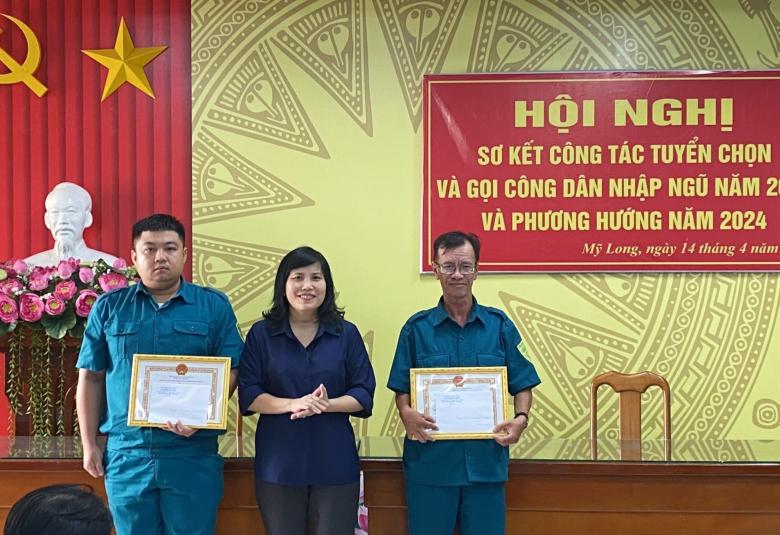 HỘI NGHỊ
SƠ KẾT CÔNG TÁC TUYỂN CHỌN
VÀ GỌI CÔNG DÂN NHẬP NGŨ NĂM
VÀ PHƯƠNG HƯỚNG NĂM 2024
Mỹ Long, ngày 14 tháng 4 năm